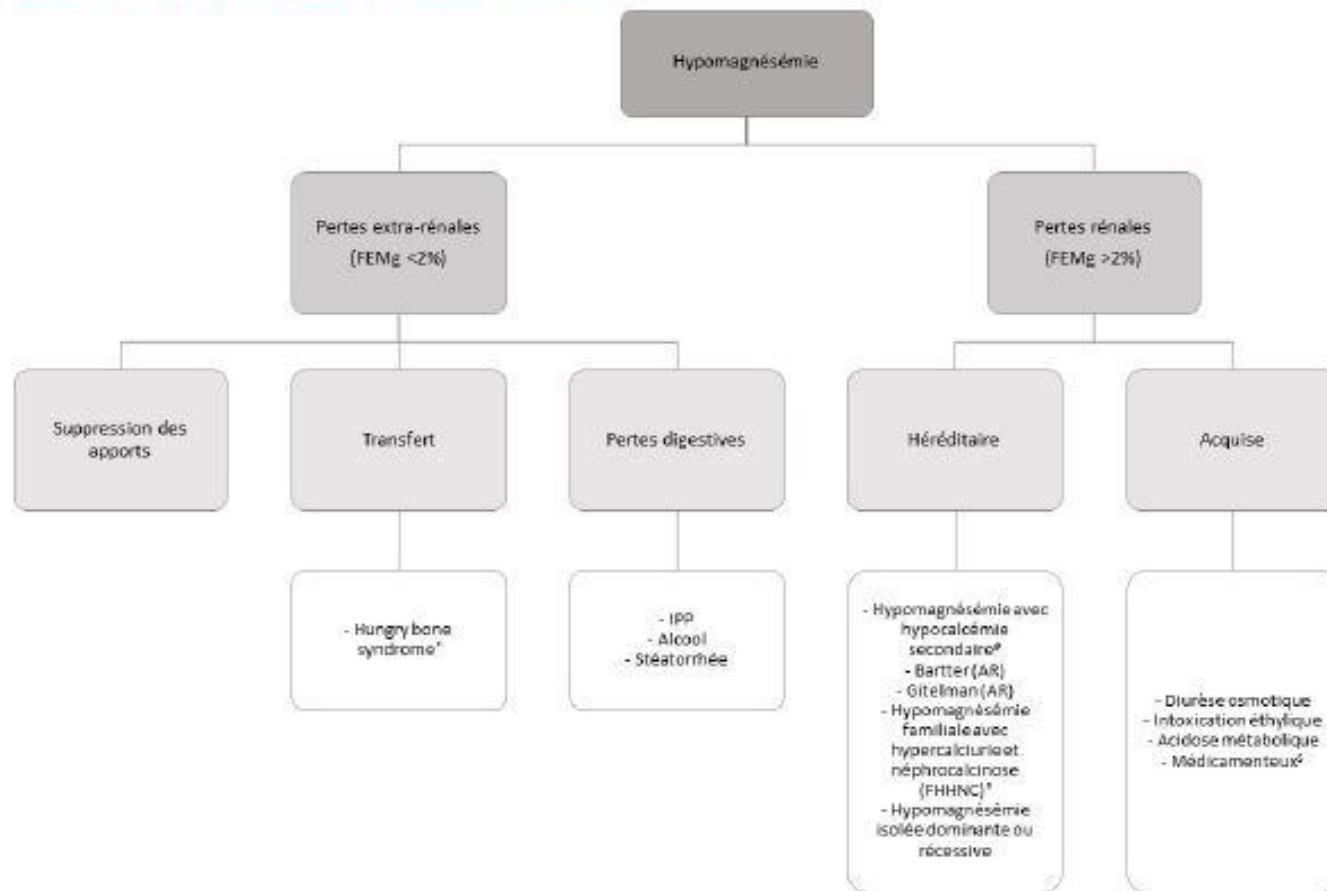 Hypomagnésémie
Pertes extra-rénales
(FEMg <2%)
Pertes rénales
(FEMg >2%)
Suppression des
apports
Transfert
Pertes digestives
Héréditaire
Acquise
- Hungry bone
syndrome*
- IPP
- Alcool
- Stéatorrhée
- Hypomagnésémie avec
hypocalcémie
secondaire
- Bartter (AR)
- Gitelman (AR)
- Hypomagnésémie
familiale avec
hypercalciurie et
néphrocalcinose
(FHHNC)
- Hypomagnésémie
isolée dominante ou
récessive
- Diurèse osmotique
- Intoxication éthylique
- Acidose métabolique
- Médicamenteux